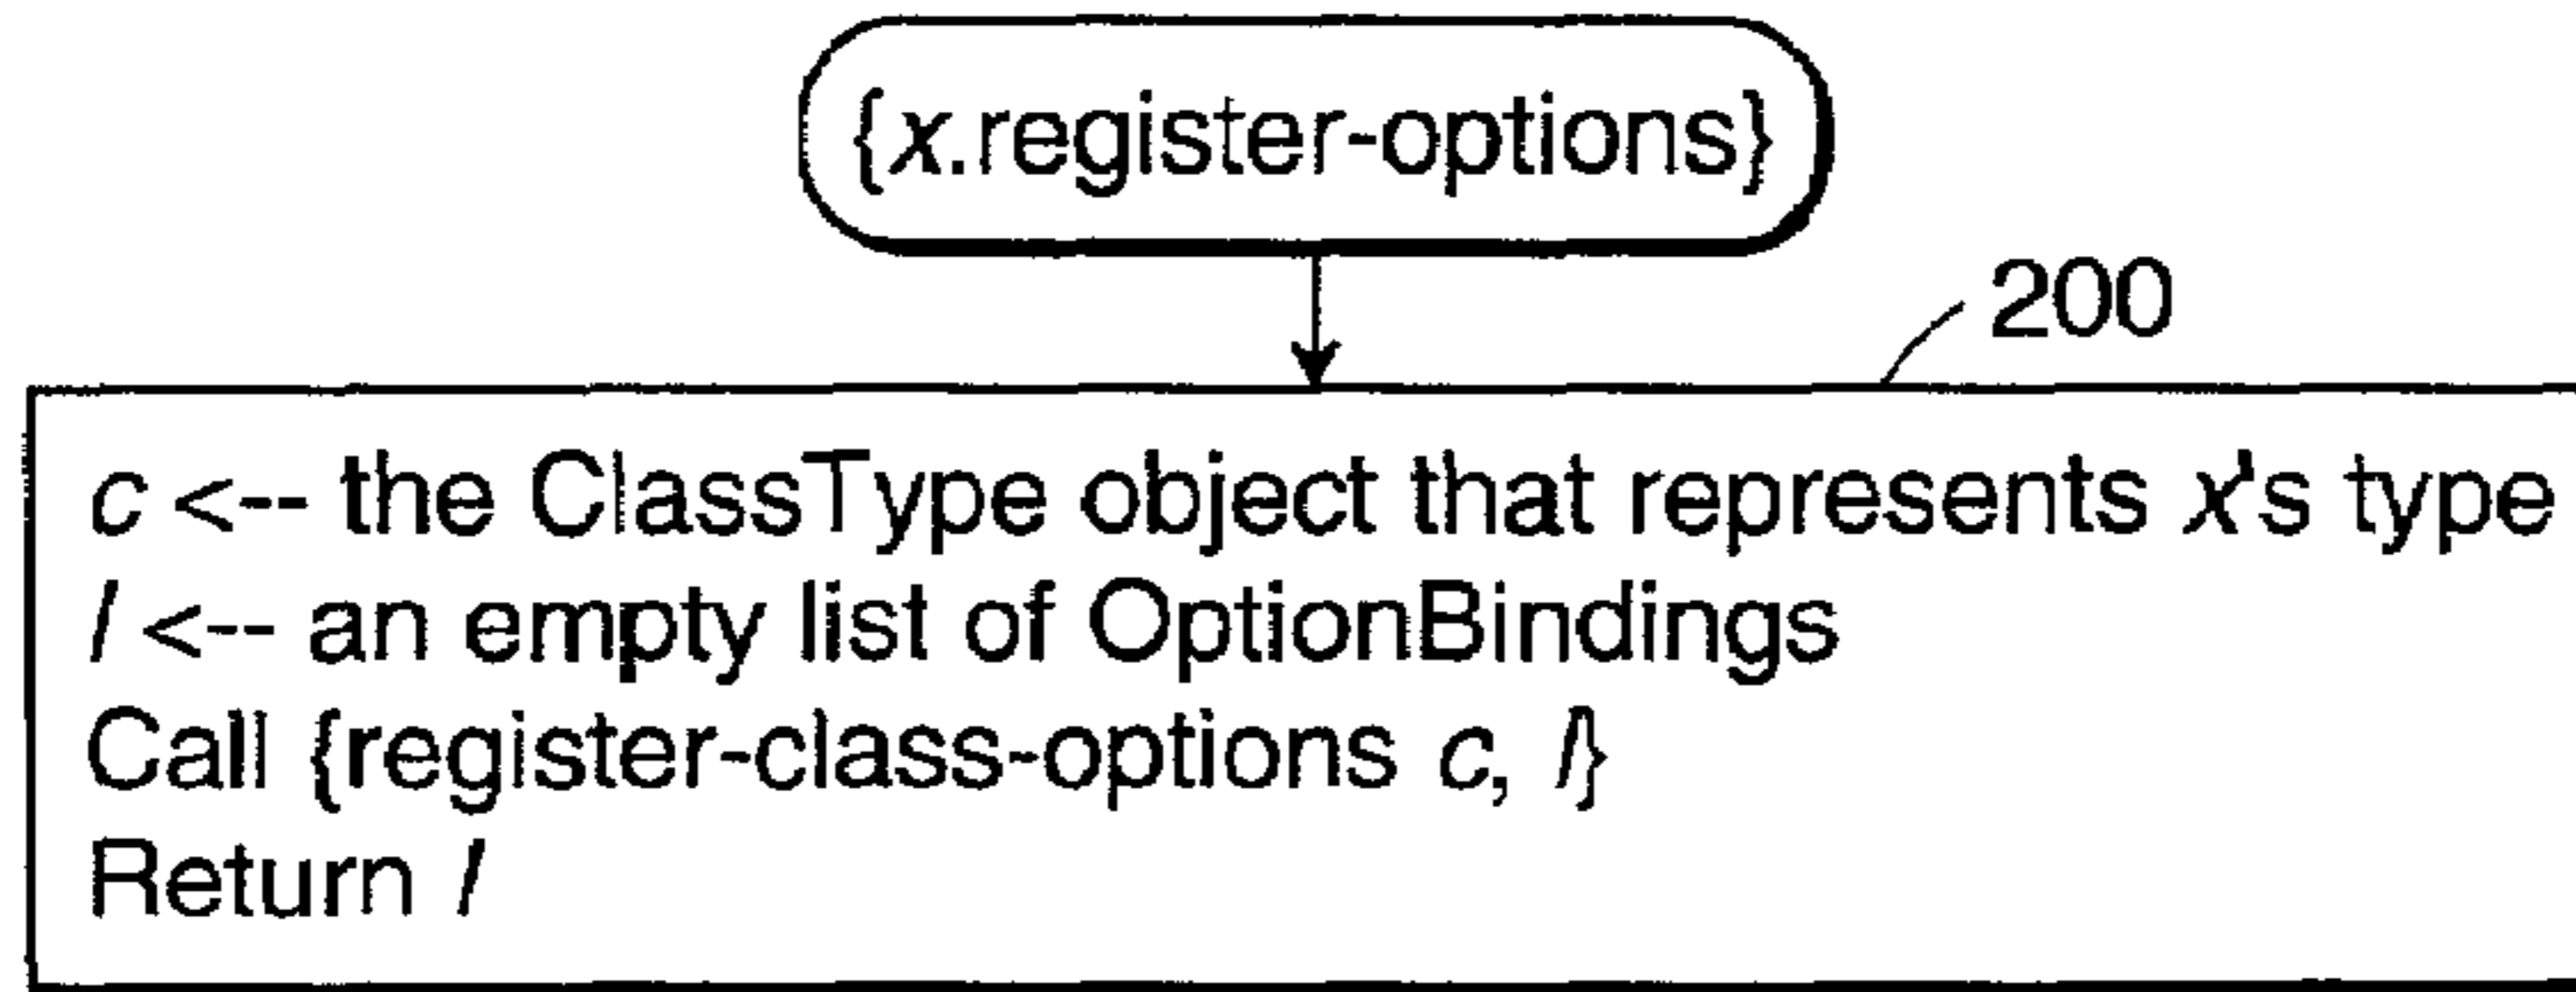 {x.register-options}
200
c <-- the ClassType object that represents x's type
l <-- an empty list of OptionBindings
Call {register-class-options c, l}
Return l